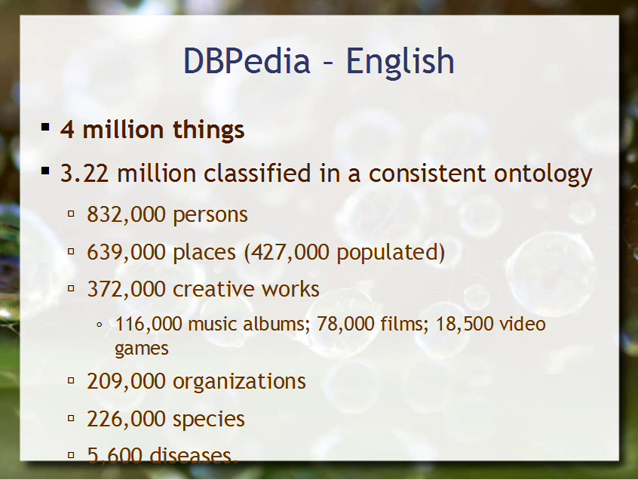 DBPedia – English
4 million things
3.22 million classified in a consistent ontology
832,000 persons
639,000 places (427,000 populated)
372,000 creative works
116,000 music albums; 78,000 films; 18,500 video
games
209,000 organizations
226,000 species
5,600 diseases.